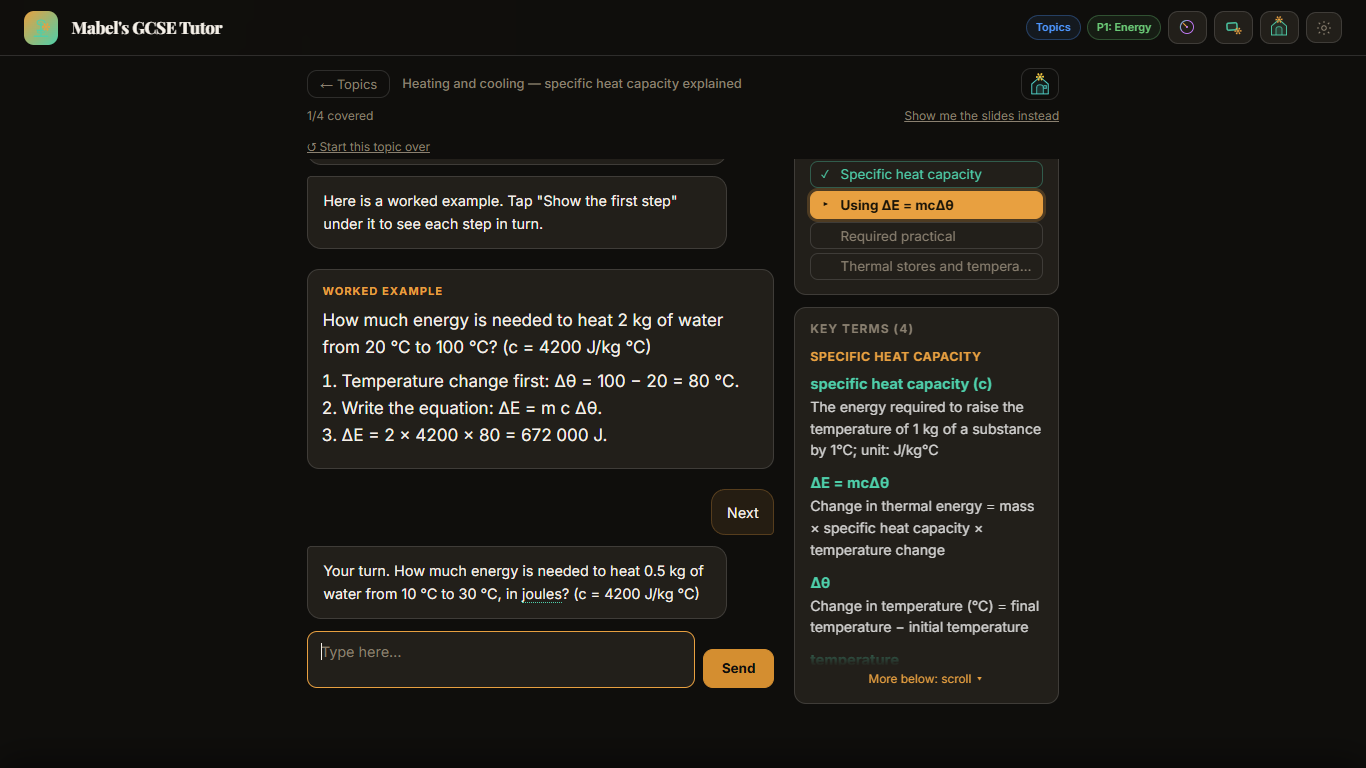 Mabel's GCSE Tutor
Topics
P1: Energy
← Topics
Heating and cooling — specific heat capacity explained
1/4 covered
Show me the slides instead
↺ Start this topic over
Here is a worked example. Tap "Show the first step"
under it to see each step in turn.
WORKED EXAMPLE
How much energy is needed to heat 2 kg of water
from 20 °C to 100 °C? (c = 4200 J/kg °C)
1. Temperature change first: Δθ = 100 − 20 = 80 °C.
2. Write the equation: ΔE = m c Δθ.
3. ΔE = 2 × 4200 × 80 = 672 000 J.
Next
Your turn. How much energy is needed to heat 0.5 kg of
water from 10 °C to 30 °C, in joules? (c = 4200 J/kg °C)
Type here...
Send
✓ Specific heat capacity
‣ Using ΔE = mcΔθ
Required practical
Thermal stores and tempera...
KEY TERMS (4)
SPECIFIC HEAT CAPACITY
specific heat capacity (c)
The energy required to raise the
temperature of 1 kg of a substance
by 1°C; unit: J/kg°C
ΔE = mcΔθ
Change in thermal energy = mass
× specific heat capacity ×
temperature change
Δθ
Change in temperature (°C) = final
temperature − initial temperature
temperature
More below: scroll ▾